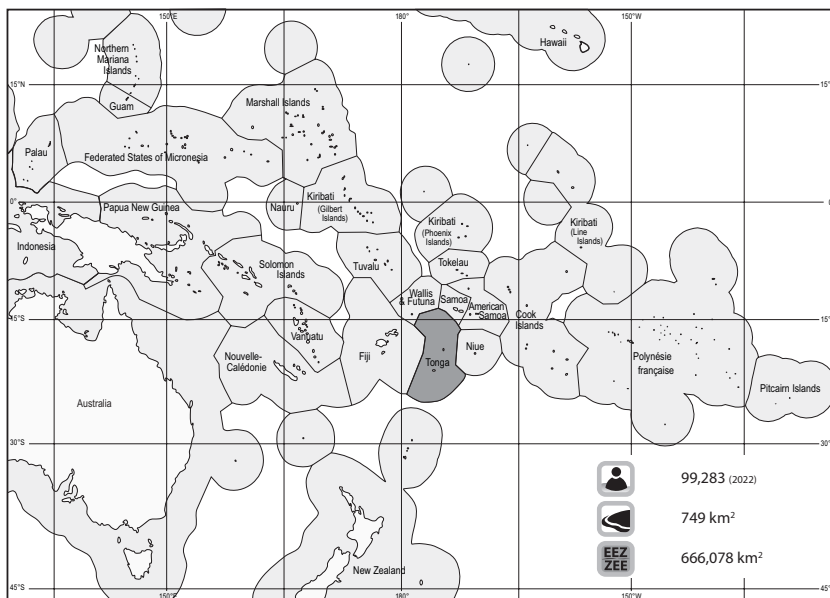 150°E
180°
150°W
Northern
Mariana
Islands
Hawaii
15°N
15°N
Guam
Marshall Islands
Palau
Federated States of Micronesia
0°
0°
Papua New Guinea
Nauru
Kiribati
(Gilbert
Islands)
Kiribati
(Phoenix
Islands)
Kiribati
(Line
Islands)
Indonesia
Solomon
Islands
Tuvalu
Tokelau
Wallis
Futuna
Samoa
American
Samoa
Cook
Islands
15°S
15°S
Vanuatu
Nouvelle-
Calédonie
Fiji
Tonga
Niue
Polynésie
française
Pitcairn Islands
Australia
30°S
30°S
99,283 (2022)
749 km²
EEZ
ZEE
666,078 km²
New Zealand
45°S
45°S
150°E
180°
150°W